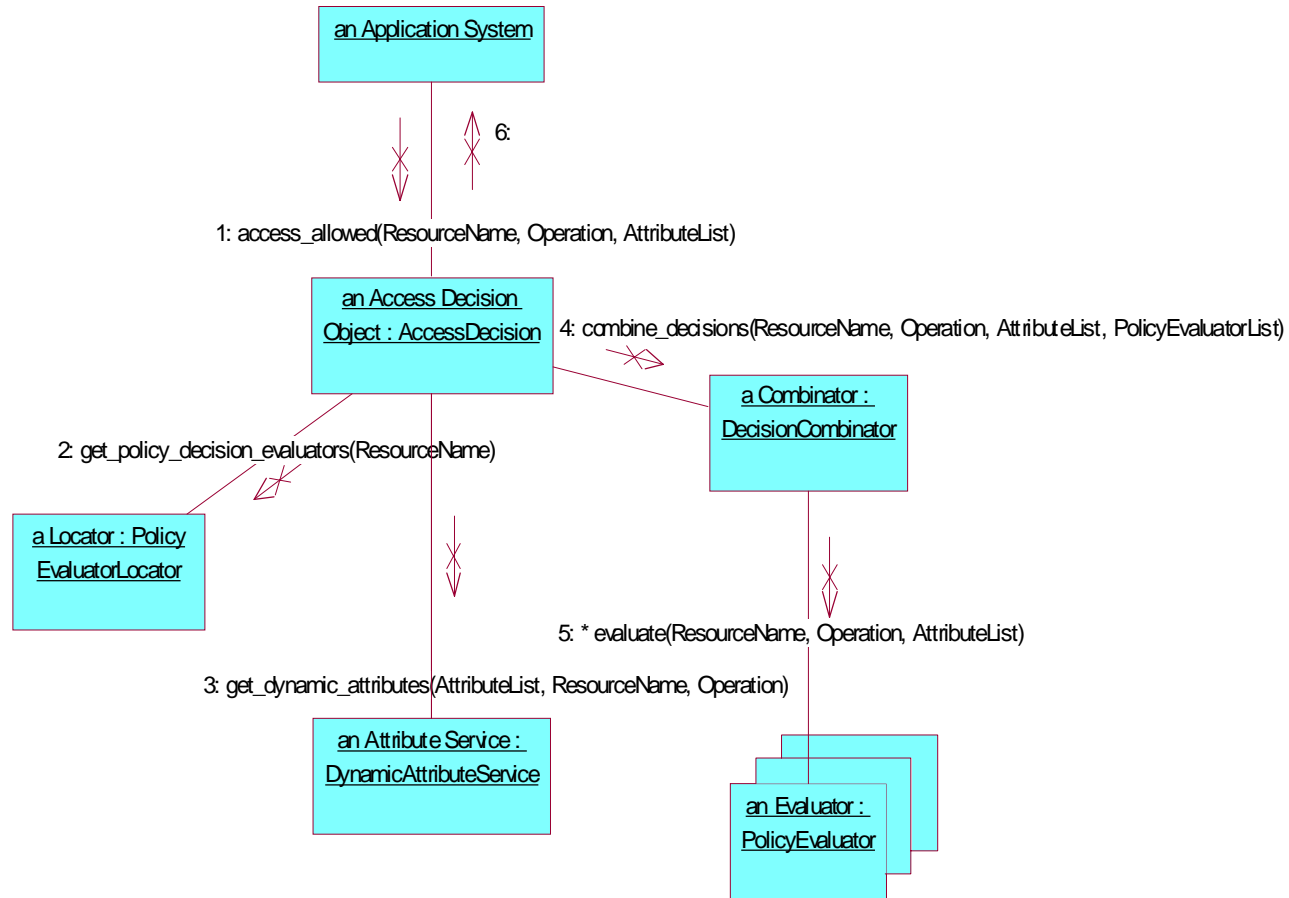 an Application System
6:
1: access_allowed(ResourceName, Operation, AttributeList)
an Access Decision
Object : AccessDecision
4: combine_decisions(ResourceName, Operation, AttributeList, PolicyEvaluatorList)
a Combinator :
DecisionCombinator
2: get_policy_decision_evaluators(ResourceName)
a Locator : Policy
EvaluatorLocator
5: * evaluate(ResourceName, Operation, AttributeList)
3: get_dynamic_attributes(AttributeList, ResourceName, Operation)
an Attribute Service :
DynamicAttributeService
an Evaluator :
PolicyEvaluator